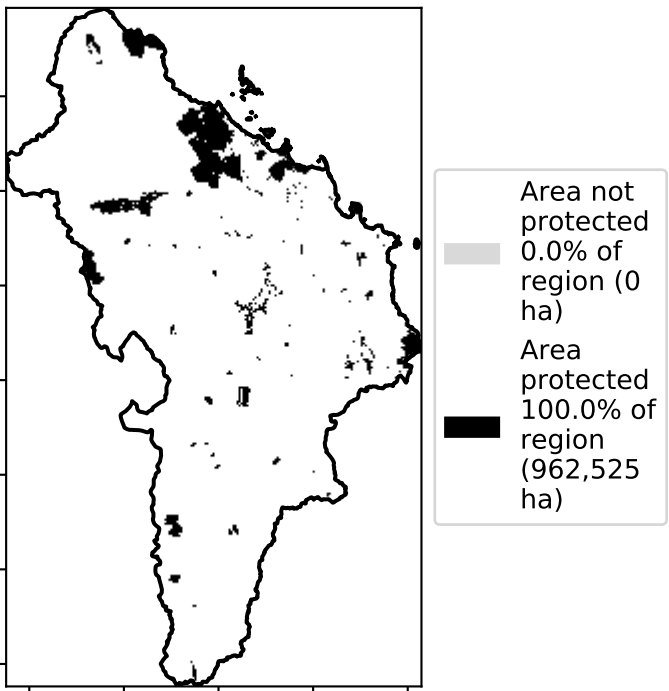 Area not
protected
0.0% of
region (0
ha)
Area
protected
100.0% of
region
(962,525
ha)